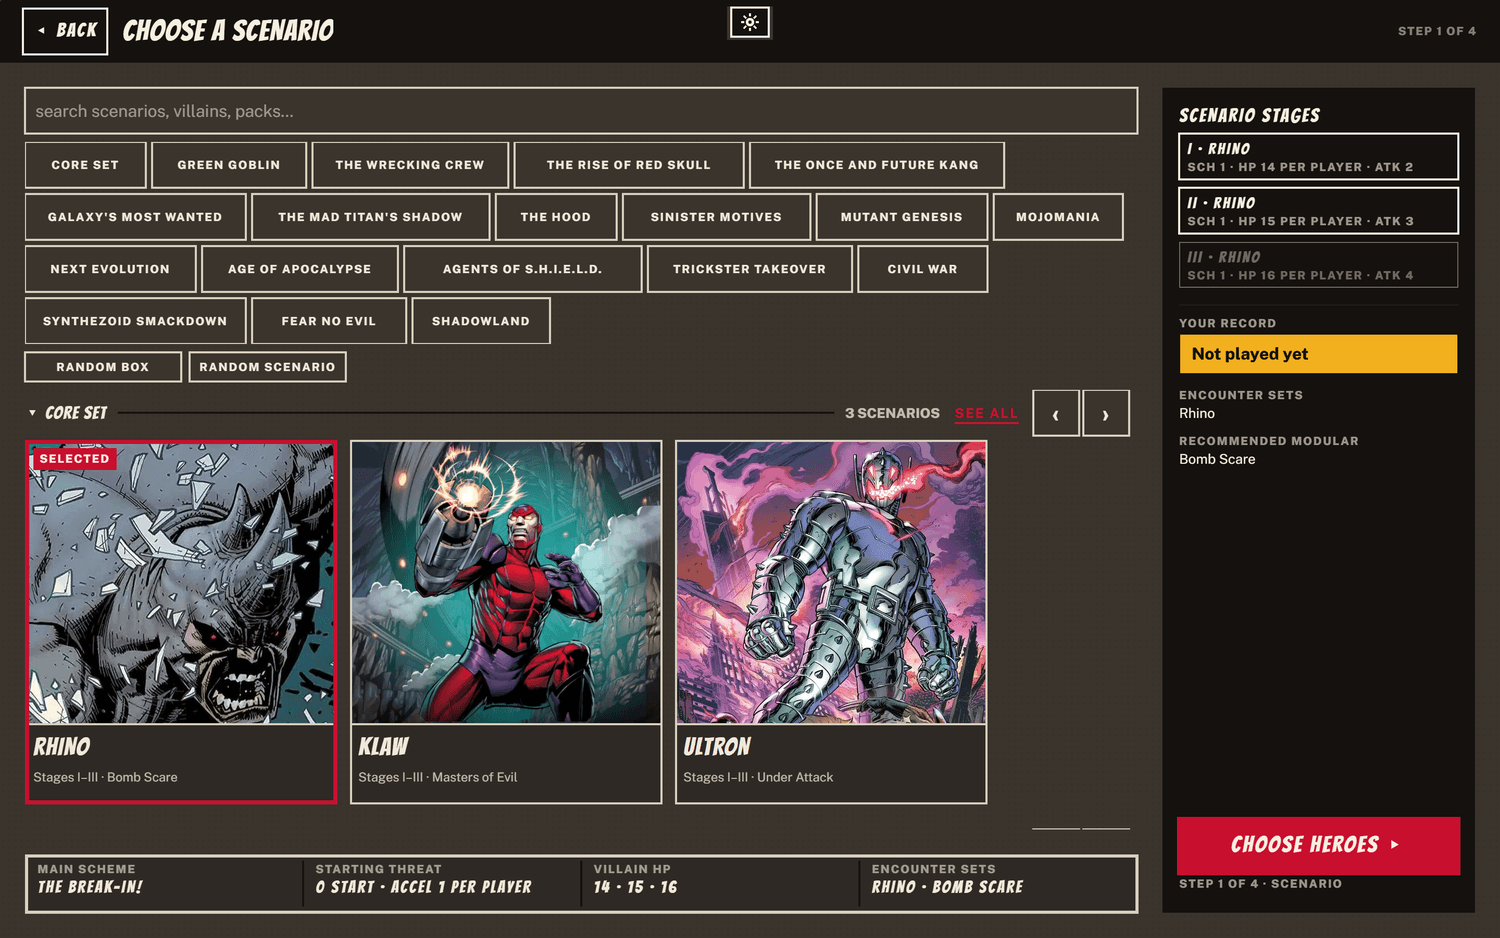 ◂ BACK
CHOOSE A SCENARIO
STEP 1 OF 4
search scenarios, villains, packs...
CORE SET
GREEN GOBLIN
THE WRECKING CREW
THE RISE OF RED SKULL
THE ONCE AND FUTURE KANG
GALAXY'S MOST WANTED
THE MAD TITAN'S SHADOW
THE HOOD
SINISTER MOTIVES
MUTANT GENESIS
MOJOMANIA
NEXT EVOLUTION
AGE OF APOCALYPSE
AGENTS OF S.H.I.E.L.D.
TRICKSTER TAKEOVER
CIVIL WAR
SYNTHEZOID SMACKDOWN
FEAR NO EVIL
SHADOWLAND
RANDOM BOX
RANDOM SCENARIO
▾ CORE SET
3 SCENARIOS
SEE ALL
‹
›
SELECTED
RHINO
Stages I–III · Bomb Scare
KLAW
Stages I–III · Masters of Evil
ULTRON
Stages I–III · Under Attack
MAIN SCHEME
THE BREAK-IN!
STARTING THREAT
0 START · ACCEL 1 PER PLAYER
VILLAIN HP
14 · 15 · 16
ENCOUNTER SETS
RHINO · BOMB SCARE
SCENARIO STAGES
I · RHINO
SCH 1 · HP 14 PER PLAYER · ATK 2
II · RHINO
SCH 1 · HP 15 PER PLAYER · ATK 3
III · RHINO
SCH 1 · HP 16 PER PLAYER · ATK 4
YOUR RECORD
Not played yet
ENCOUNTER SETS
Rhino
RECOMMENDED MODULAR
Bomb Scare
CHOOSE HEROES ▸
STEP 1 OF 4 · SCENARIO